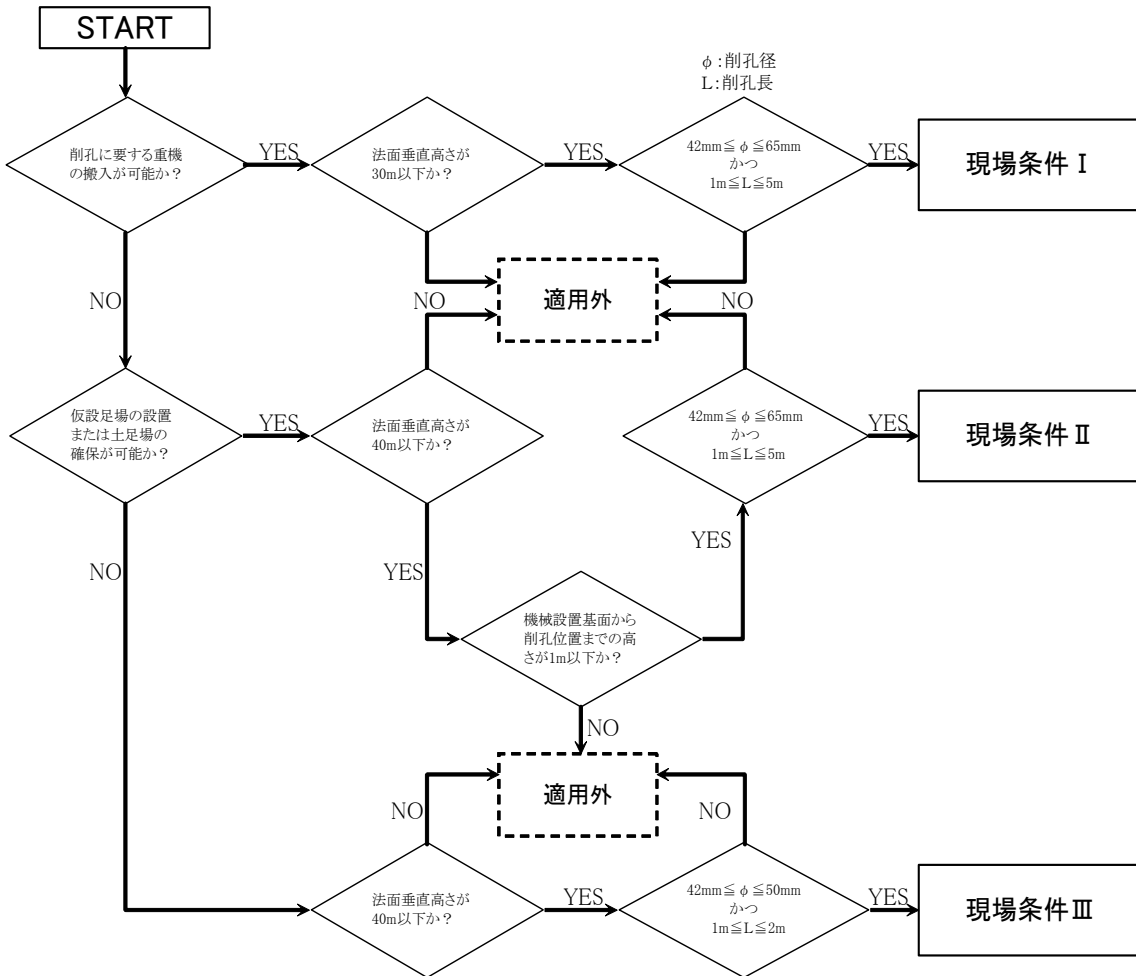 START
φ:削孔径
L:削孔長
削孔に要する重機
の搬入が可能か？
YES
法面垂直高さが
30m以下か？
YES
42mm≦φ≦65mm
かつ
1m≦L≦5m
YES
現場条件Ⅰ
NO
適用外
NO
NO
仮設足場の設置
または土足場の
確保が可能か？
YES
法面垂直高さが
40m以下か？
42mm≦φ≦65mm
かつ
1m≦L≦5m
YES
現場条件Ⅱ
NO
YES
YES
機械設置基面から
削孔位置までの高
さが1m以下か？
NO
適用外
NO
NO
法面垂直高さが
40m以下か？
YES
42mm≦φ≦50mm
かつ
1m≦L≦2m
YES
現場条件Ⅲ